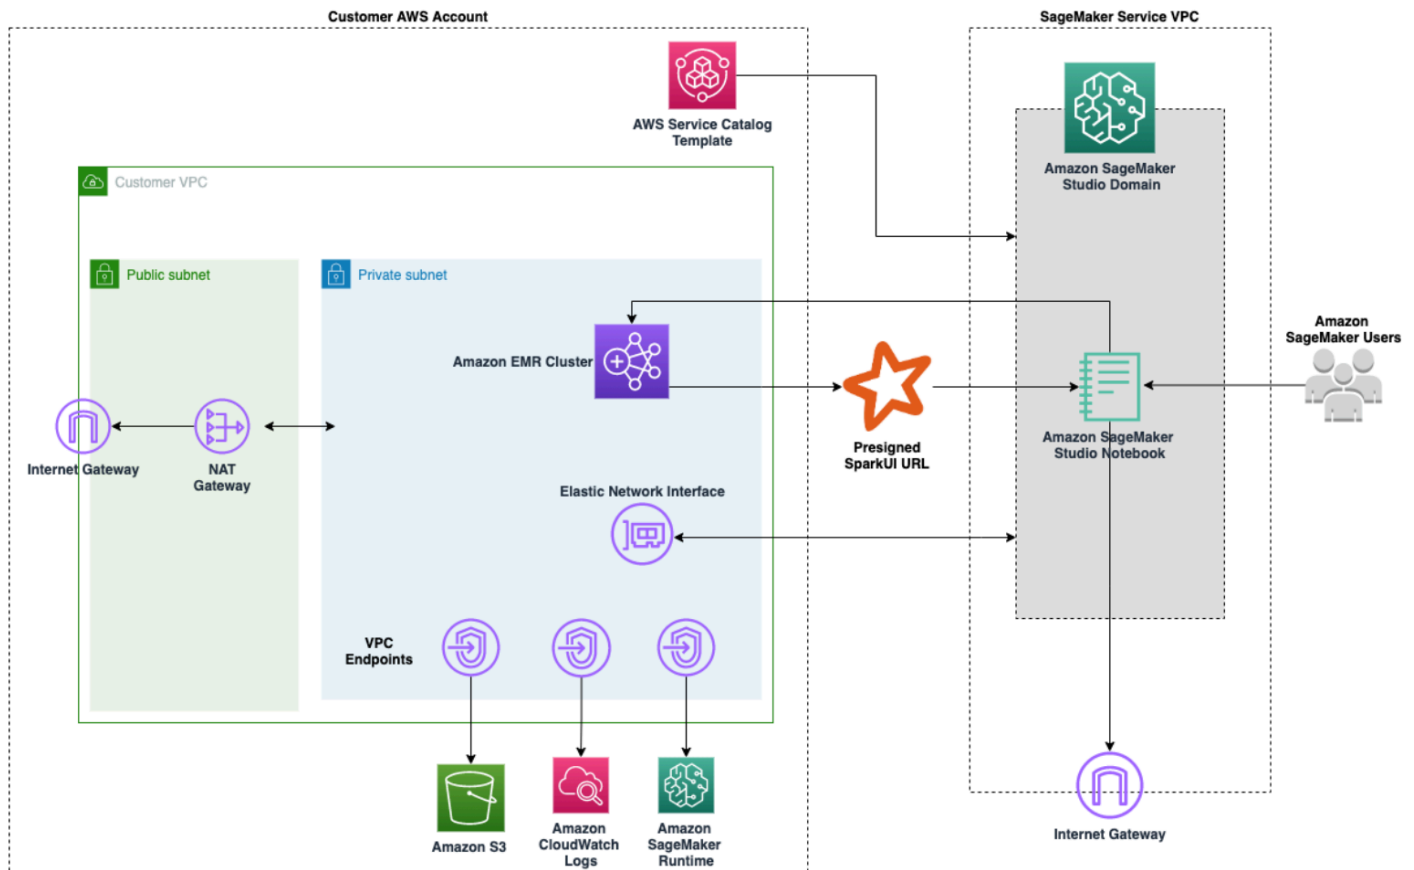 Customer AWS Account
SageMaker Service VPC
AWS Service Catalog
Template
Amazon SageMaker
Studio Domain
Customer VPC
Public subnet
Private subnet
Amazon EMR Cluster
Amazon
SageMaker Users
Presigned
SparkUI URL
Amazon SageMaker
Studio Notebook
Internet Gateway
NAT
Gateway
Elastic Network Interface
VPC
Endpoints
Amazon S3
Amazon
CloudWatch
Logs
Amazon
SageMaker
Runtime
Internet Gateway